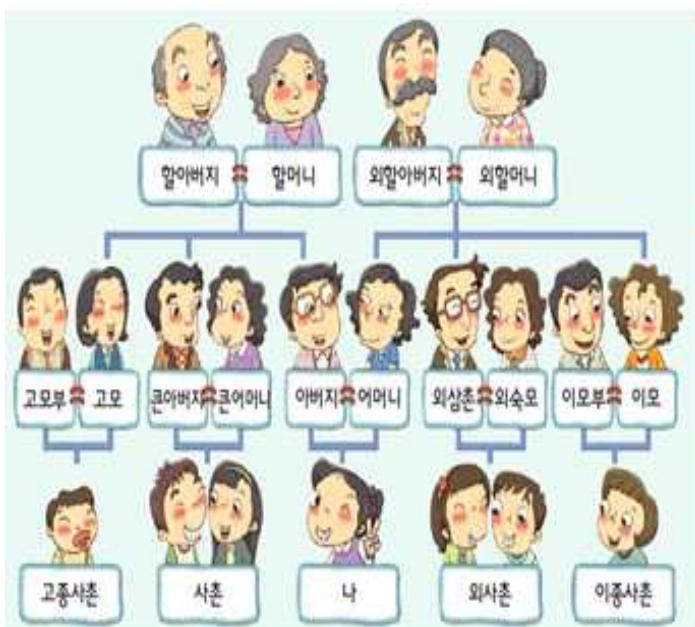 할아버지 할머니 외할아버지 외할머니
고모부 고모 큰아버지 큰어머니 아버지 어머니 외삼촌 외숙모 이모부 이모
고종사촌 사촌 나 외사촌 이종사촌